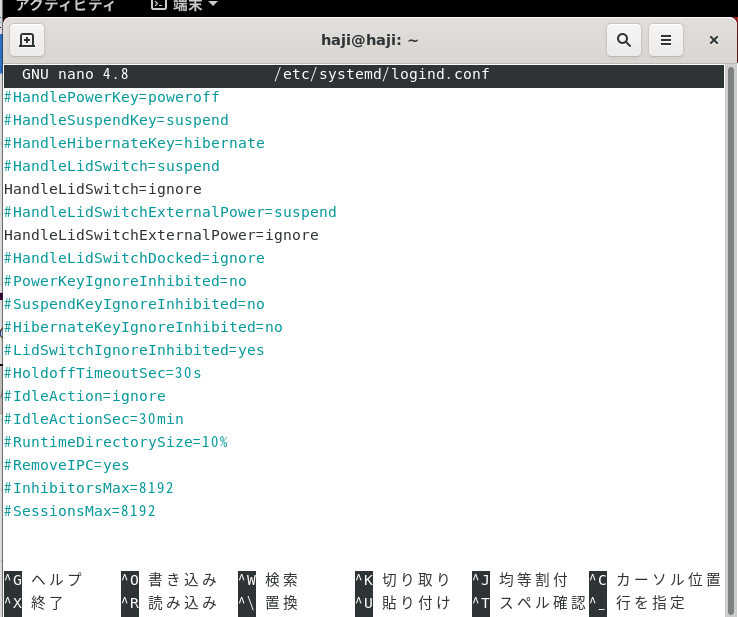 アクティビティ 端末
haji@haji: ~
GNU nano 4.8 /etc/systemd/logind.conf
#HandlePowerKey=poweroff
#HandleSuspendKey=suspend
#HandleHibernateKey=hibernate
#HandleLidSwitch=suspend
HandleLidSwitch=ignore
#HandleLidSwitchExternalPower=suspend
HandleLidSwitchExternalPower=ignore
#HandleLidSwitchDocked=ignore
#PowerKeyIgnoreInhibited=no
#SuspendKeyIgnoreInhibited=no
#HibernateKeyIgnoreInhibited=no
#LidSwitchIgnoreInhibited=yes
#HoldoffTimeoutSec=30s
#IdleAction=ignore
#IdleActionSec=30min
#RuntimeDirectorySize=10%
#RemoveIPC=yes
#InhibitorsMax=8192
#SessionsMax=8192
^G ヘルプ ^O 書き込み ^W 検索 ^K 切り取り ^J 均等割付 ^C カーソル位置
^X 終了 ^R 読み込み ^\ 置換 ^U 貼り付け ^T スペル確認 ^_ 行を指定